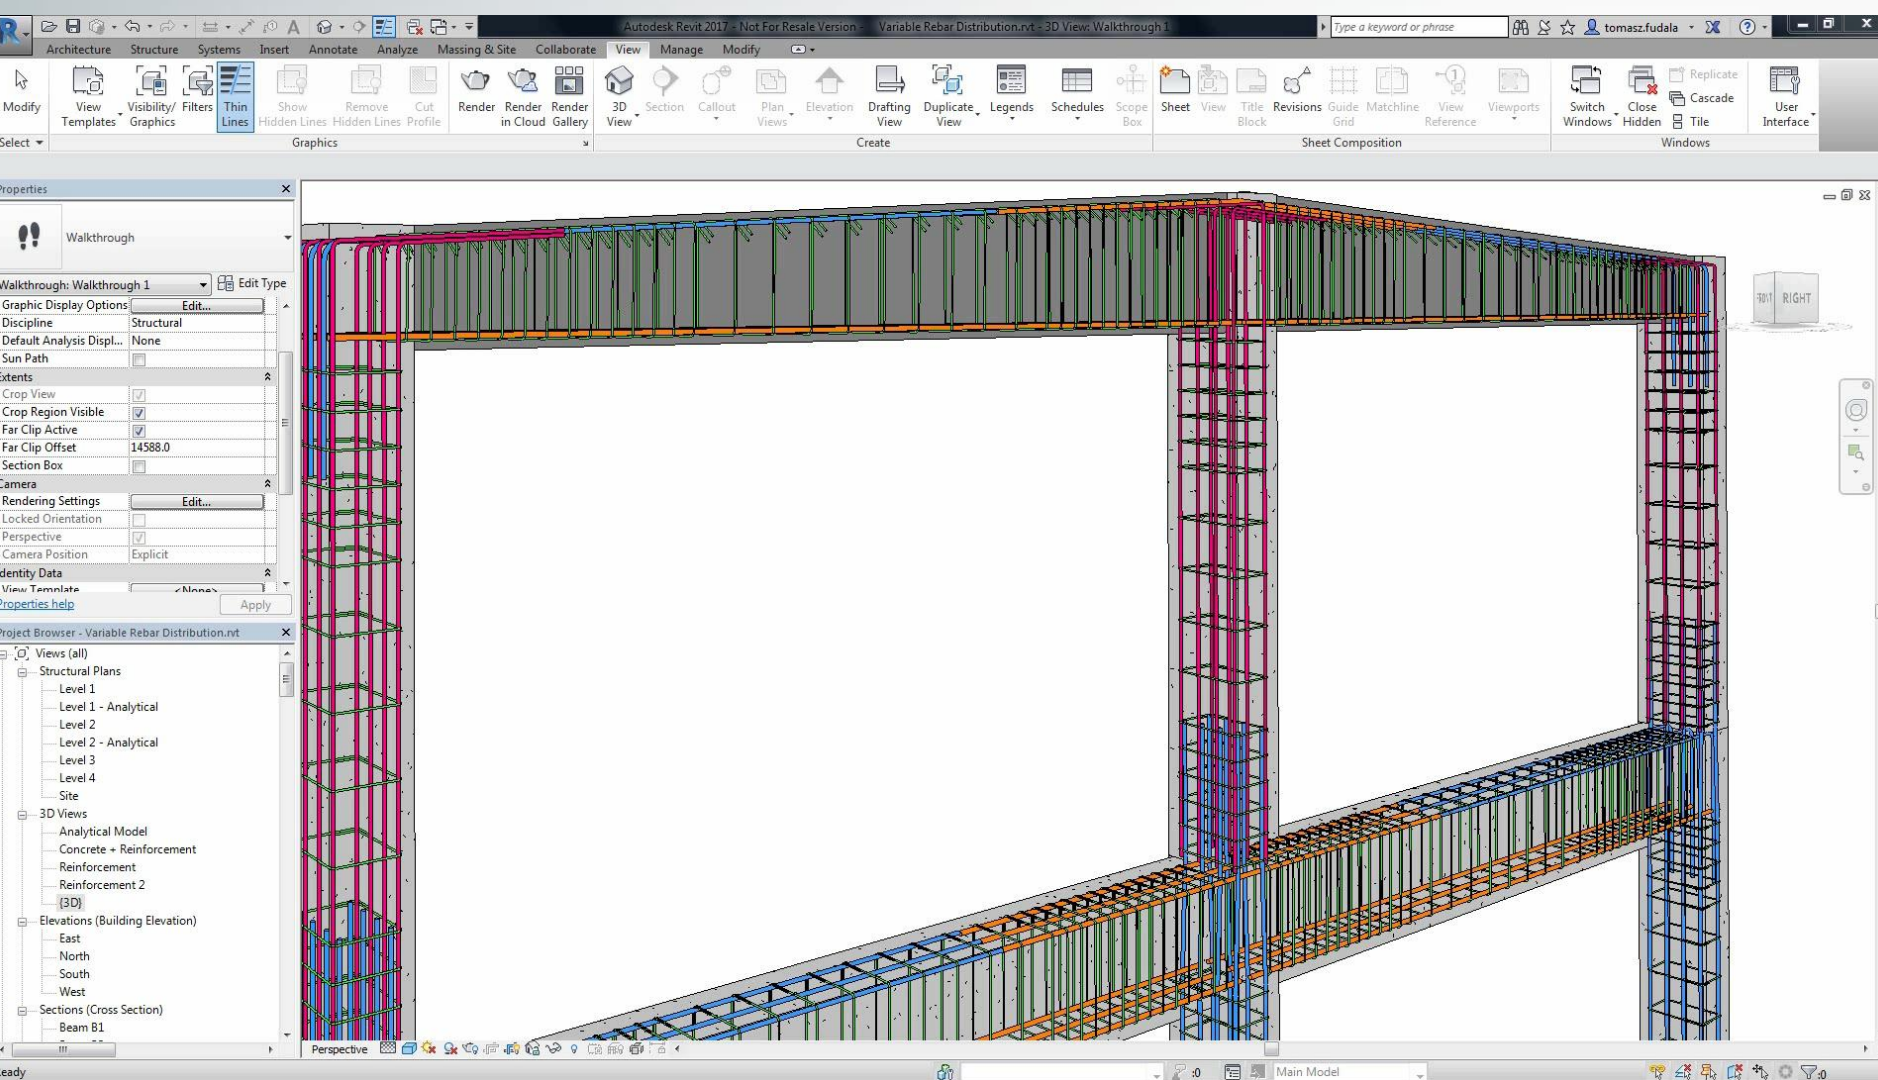 Autodesk Revit 2017 - Not For Resale Version - Variable Rebar Distribution.rvt - 3D View: Walkthrough 1
Type a keyword or phrase
tomasz.fudala
Architecture Structure Systems Insert Annotate Analyze Massing & Site Collaborate View Manage Modify
Modify
View Templates
Visibility/ Graphics
Filters
Thin Lines
Show Hidden Lines
Remove Hidden Lines
Cut Profile
Render
Render in Cloud
Render Gallery
3D View
Section
Callout
Plan Views
Elevation
Drafting View
Duplicate View
Legends
Schedules
Scope Box
Sheet
View
Title Block
Revisions
Guide Grid
Matchline
View Reference
Viewports
Switch Windows
Close Hidden
Replicate
Cascade
Tile
User Interface
Select
Graphics
Create
Sheet Composition
Windows
Properties
Walkthrough
Walkthrough: Walkthrough 1
Edit Type
Graphic Display Options Edit...
Discipline Structural
Default Analysis Displ... None
Sun Path
Extents
Crop View
Crop Region Visible
Far Clip Active
Far Clip Offset 14588.0
Section Box
Camera
Rendering Settings Edit...
Locked Orientation
Perspective
Camera Position Explicit
Identity Data
View Template <None>
Properties help
Apply
Project Browser - Variable Rebar Distribution.rvt
Views (all)
Structural Plans
Level 1
Level 1 - Analytical
Level 2
Level 2 - Analytical
Level 3
Level 4
Site
3D Views
Analytical Model
Concrete + Reinforcement
Reinforcement
Reinforcement 2
{3D}
Elevations (Building Elevation)
East
North
South
West
Sections (Cross Section)
Beam B1
FRONT RIGHT
Perspective
Ready
:0
Main Model
:0